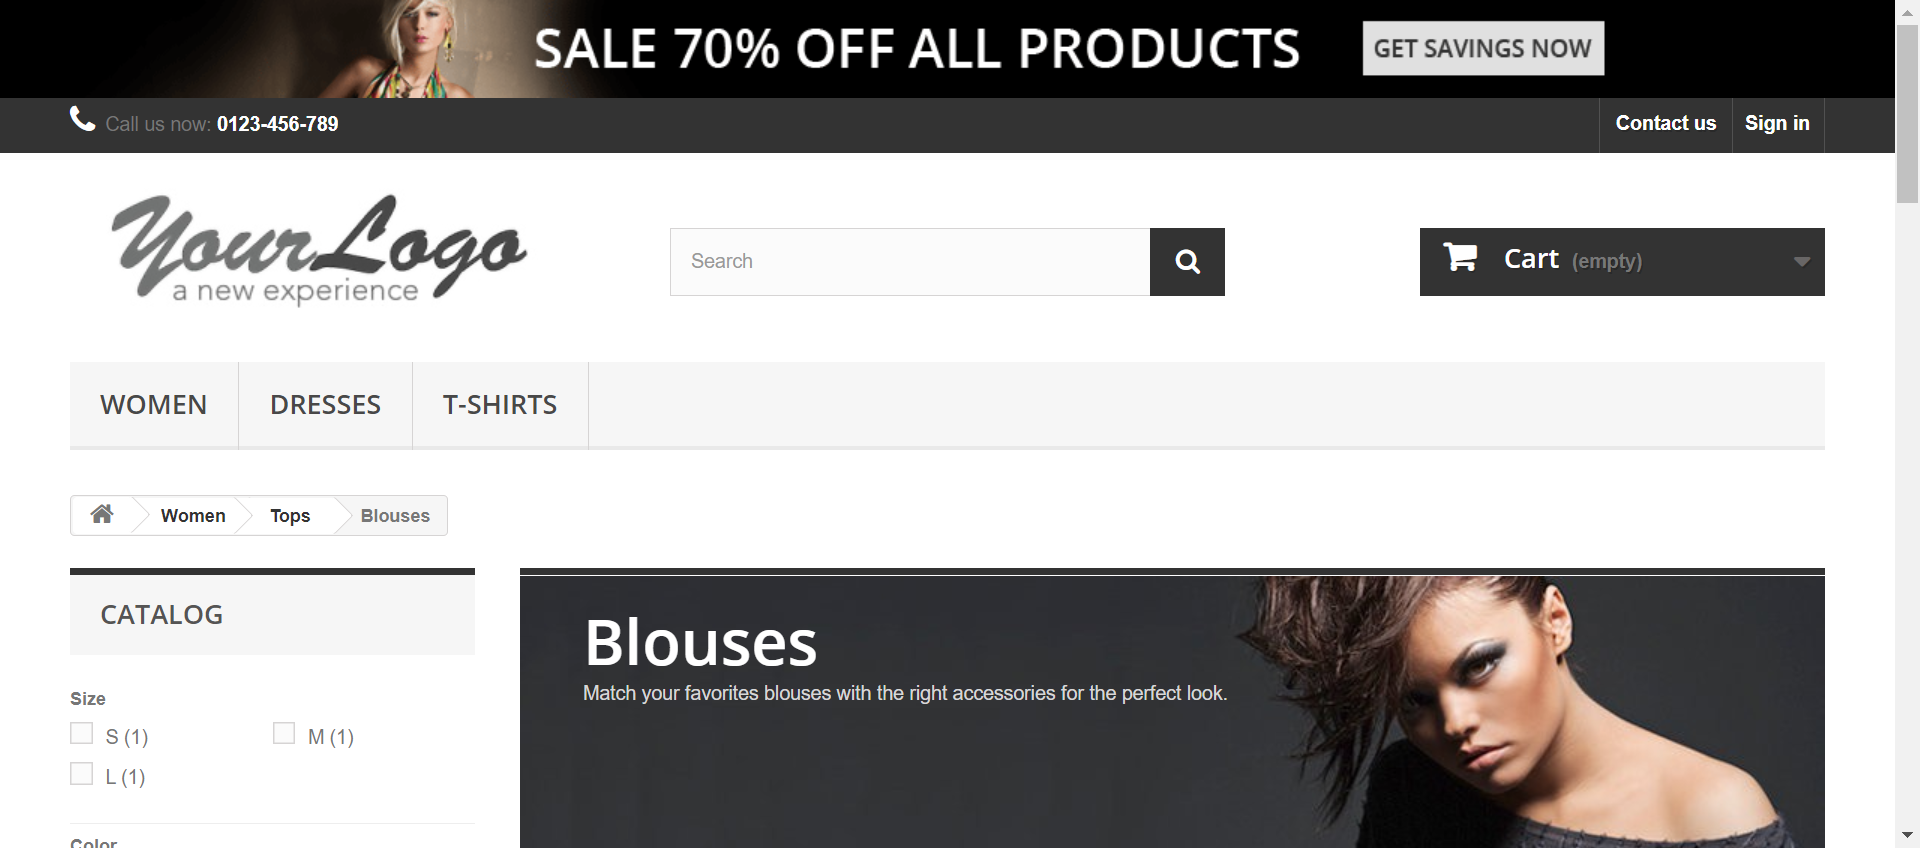 SALE 70% OFF ALL PRODUCTS
GET SAVINGS NOW
Call us now: 0123-456-789
Contact us
Sign in
YourLogo
a new experience
Search
Cart (empty)
WOMEN
DRESSES
T-SHIRTS
Women
Tops
Blouses
CATALOG
Size
S (1)
M (1)
L (1)
Color
Blouses
Match your favorites blouses with the right accessories for the perfect look.